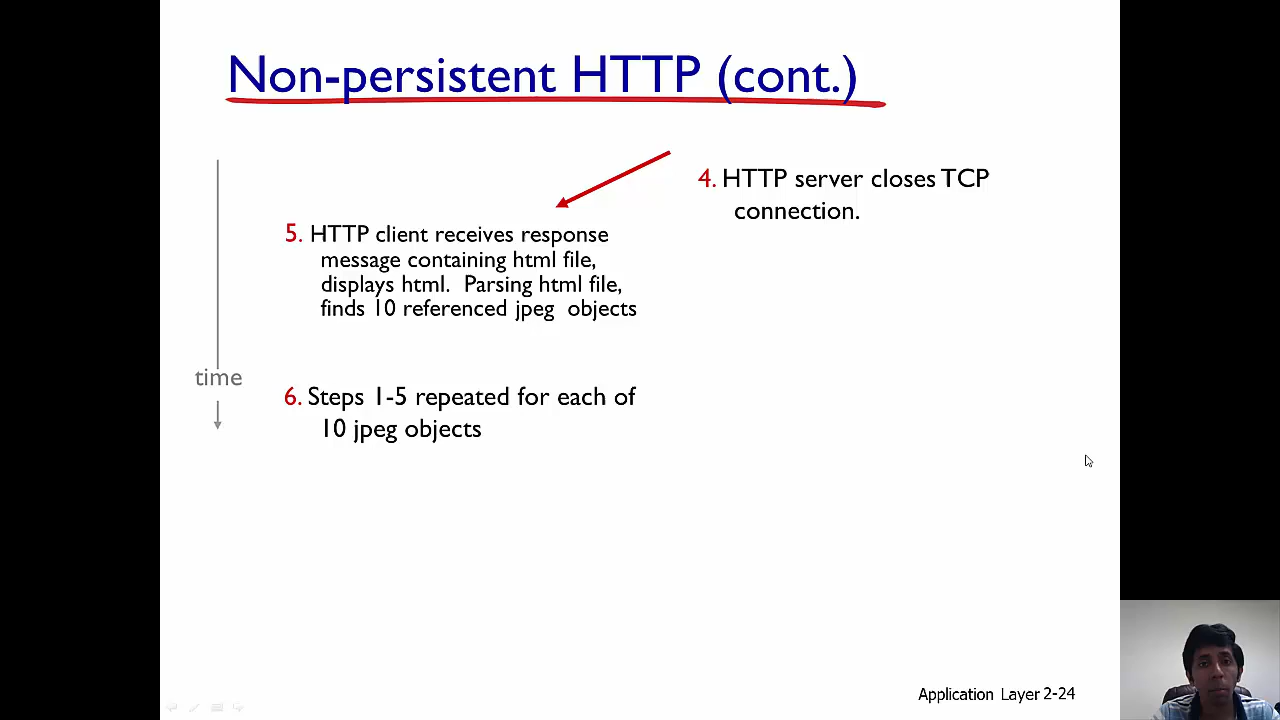 Non-persistent HTTP (cont.)
4. HTTP server closes TCP
connection.
5. HTTP client receives response
message containing html file,
displays html. Parsing html file,
finds 10 referenced jpeg objects
time
6. Steps 1-5 repeated for each of
10 jpeg objects
Application Layer 2-24